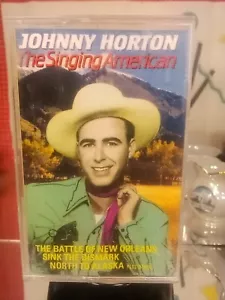 JOHNNY HORTON
The Singing American
THE BATTLE OF NEW ORLEANS
SINK THE BISMARK
NORTH TO ALASKA